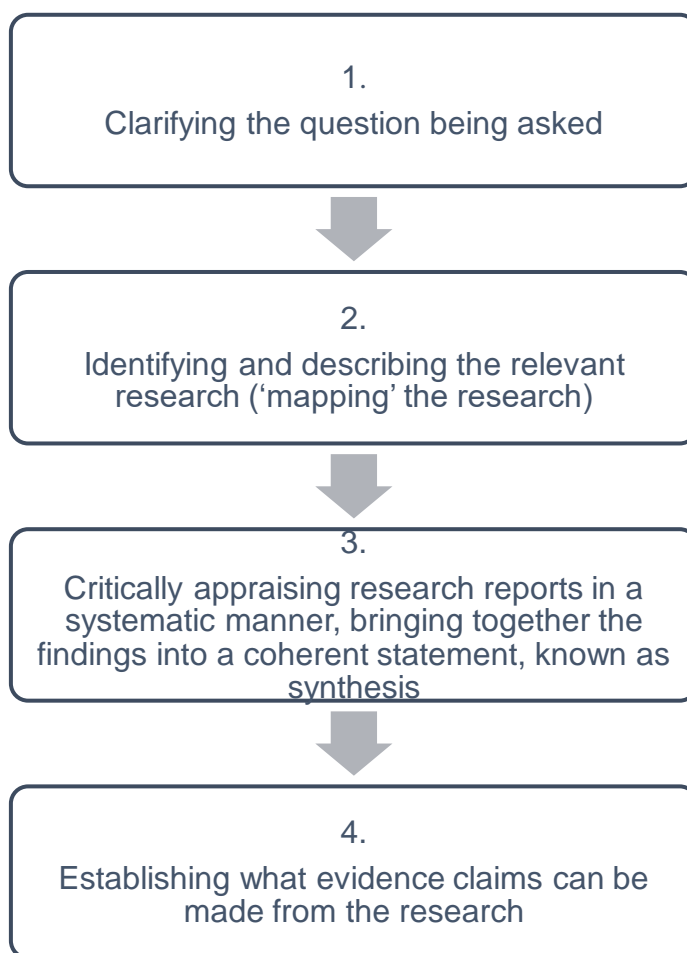 1.
Clarifying the question being asked
2.
Identifying and describing the relevant
research (‘mapping’ the research)
3.
Critically appraising research reports in a
systematic manner, bringing together the
findings into a coherent statement, known as
synthesis
4.
Establishing what evidence claims can be
made from the research